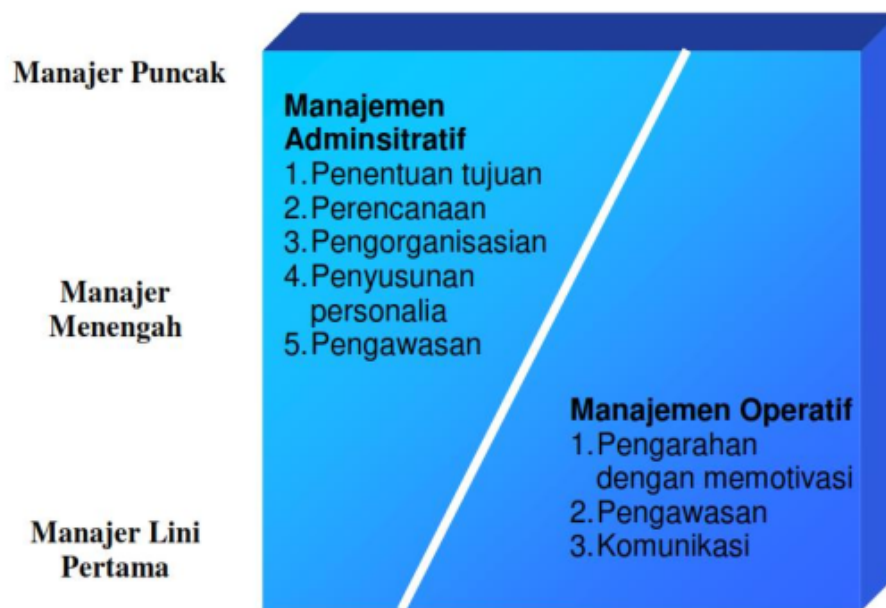 Manajer Puncak
Manajemen
Adminsitratif
1.Penentuan tujuan
2.Perencanaan
3.Pengorganisasian
4.Penyusunan
personalia
5.Pengawasan
Manajer
Menengah
Manajemen Operatif
1.Pengarahan
dengan memotivasi
2.Pengawasan
3.Komunikasi
Manajer Lini
Pertama